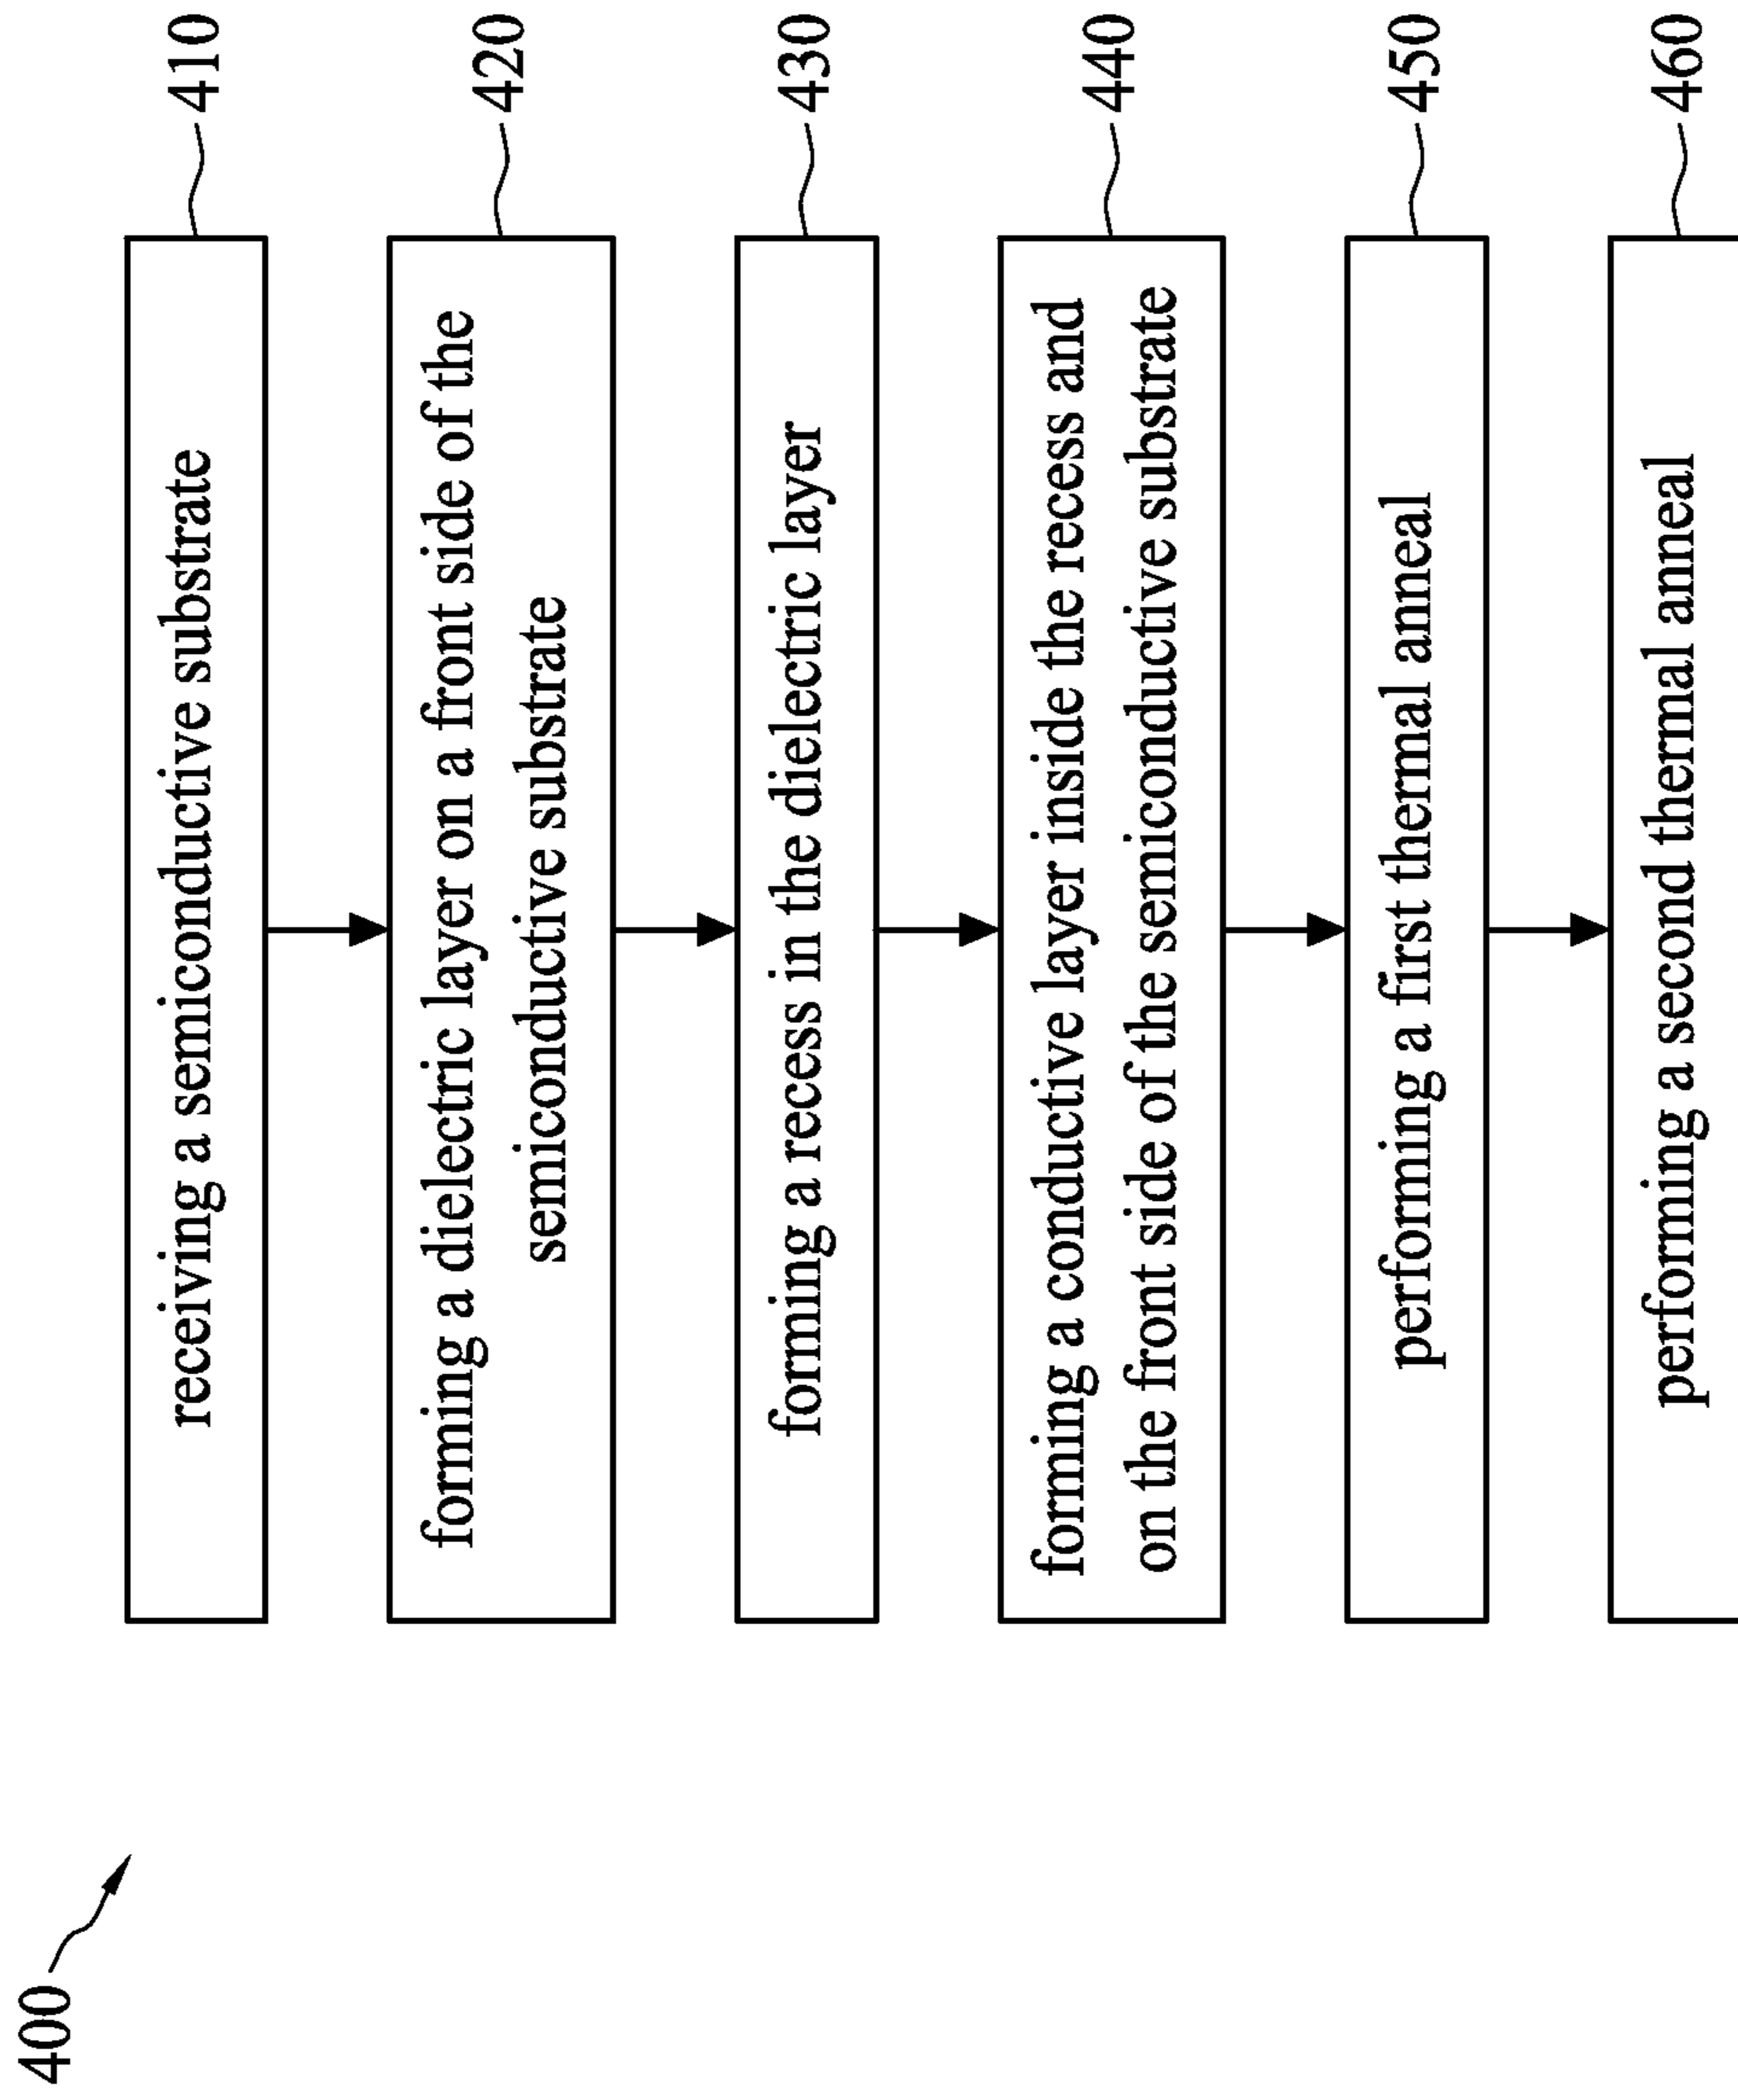 400
receiving a semiconductive substrate
410
forming a dielectric layer on a front side of the
semiconductive substrate
420
forming a recess in the dielectric layer
430
forming a conductive layer inside the recess and
on the front side of the semiconductive substrate
440
performing a first thermal anneal
450
performing a second thermal anneal
460